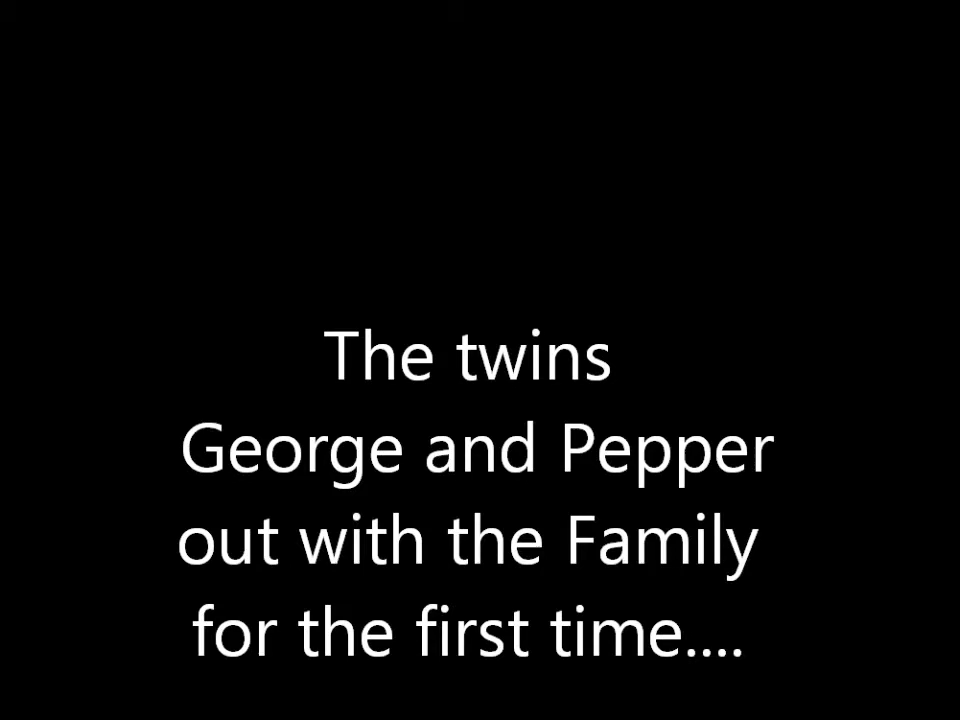 The twins
George and Pepper
out with the Family
for the first time....